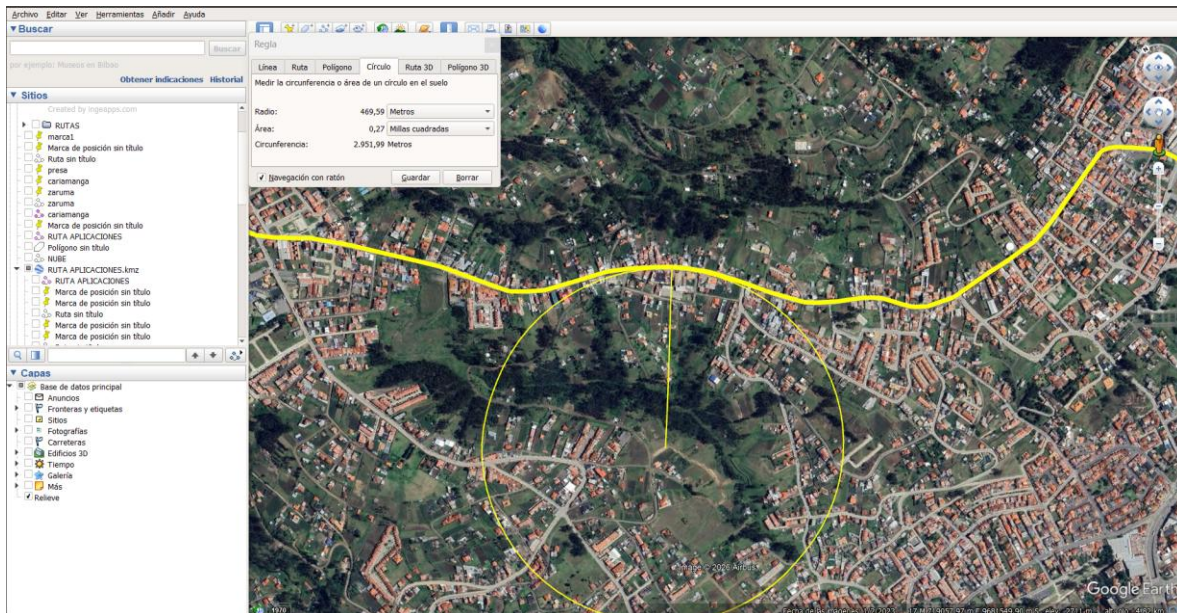 Archivo Editar Ver Herramientas Añadir Ayuda
▼ Buscar
Buscar
por ejemplo: Museos en Bilbao
Obtener indicaciones Historial
▼ Sitios
Created by ingeapps.com
RUTAS
marca1
Marca de posición sin título
Ruta sin título
presa
cariamanga
zaruma
zaruma
cariamanga
Marca de posición sin título
RUTA APLICACIONES
Polígono sin título
NUBE
RUTA APLICACIONES.kmz
RUTA APLICACIONES
Marca de posición sin título
Marca de posición sin título
Ruta sin título
Marca de posición sin título
Marca de posición sin título
▼ Capas
Base de datos principal
Anuncios
Fronteras y etiquetas
Sitios
Fotografías
Carreteras
Edificios 3D
Tiempo
Galería
Más
Relieve
Regla
Línea Ruta Polígono Círculo Ruta 3D Polígono 3D
Medir la circunferencia o área de un círculo en el suelo
Radio: 469,59 Metros
Área: 0,27 Millas cuadradas
Circunferencia: 2.951,99 Metros
Navegación con ratón Guardar Borrar
Image © 2026 Airbus
Google Earth
1970 Fecha de las imágenes